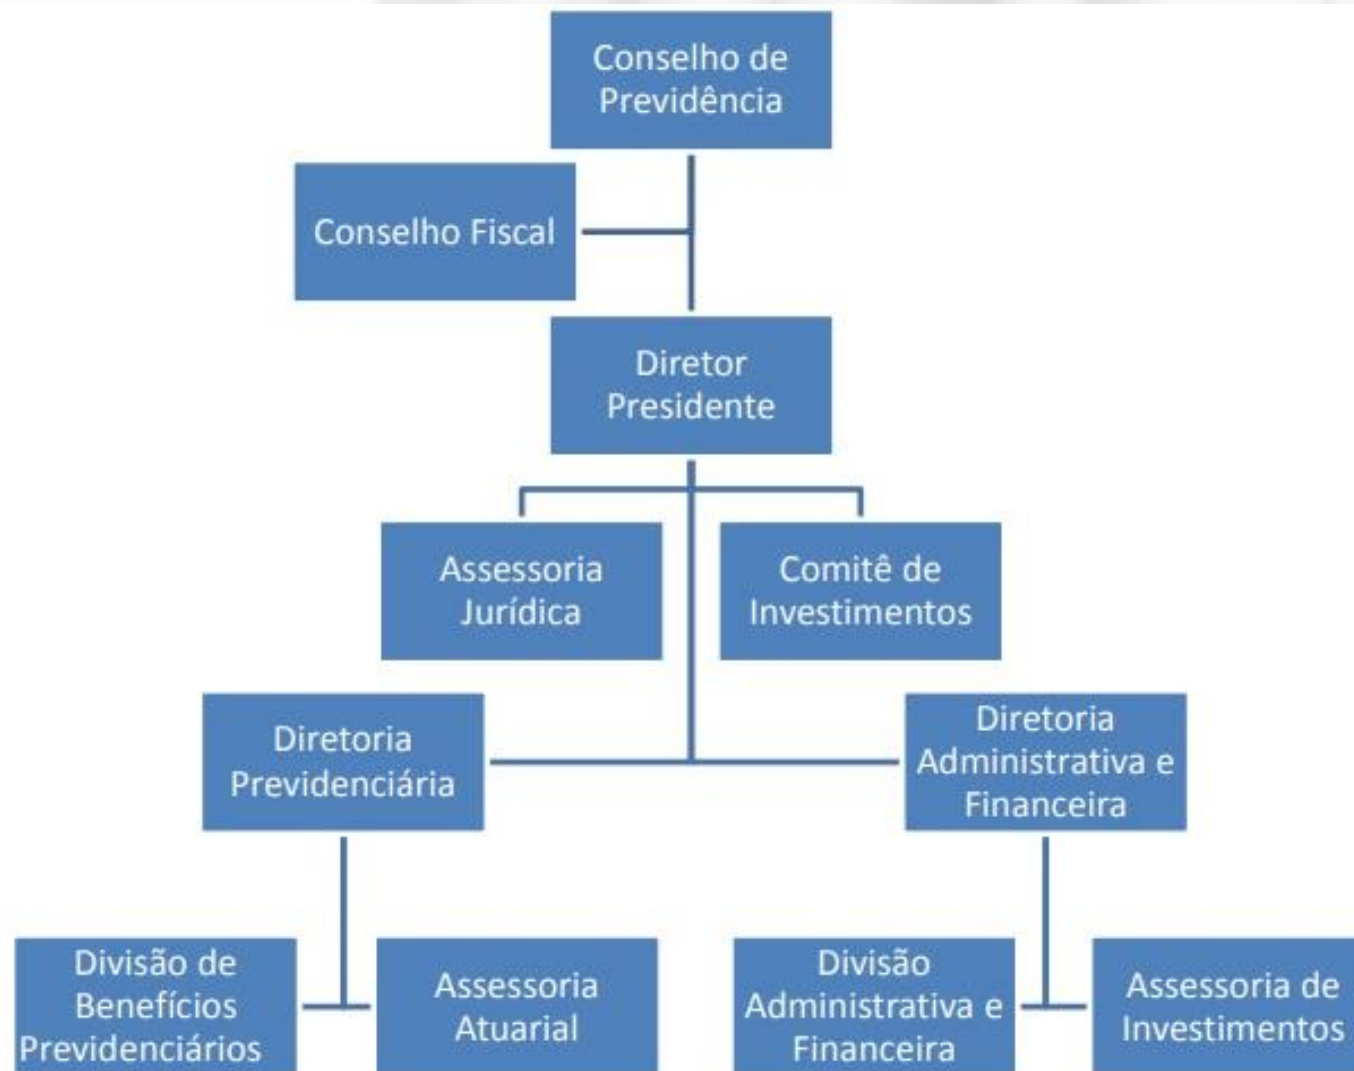 Conselho de
Previdência
Conselho Fiscal
Diretor
Presidente
Assessoria
Jurídica
Comitê de
Investimentos
Diretoria
Previdenciária
Diretoria
Administrativa e
Financeira
Divisão de
Benefícios
Previdenciários
Assessoria
Atuarial
Divisão
Administrativa e
Financeira
Assessoria de
Investimentos